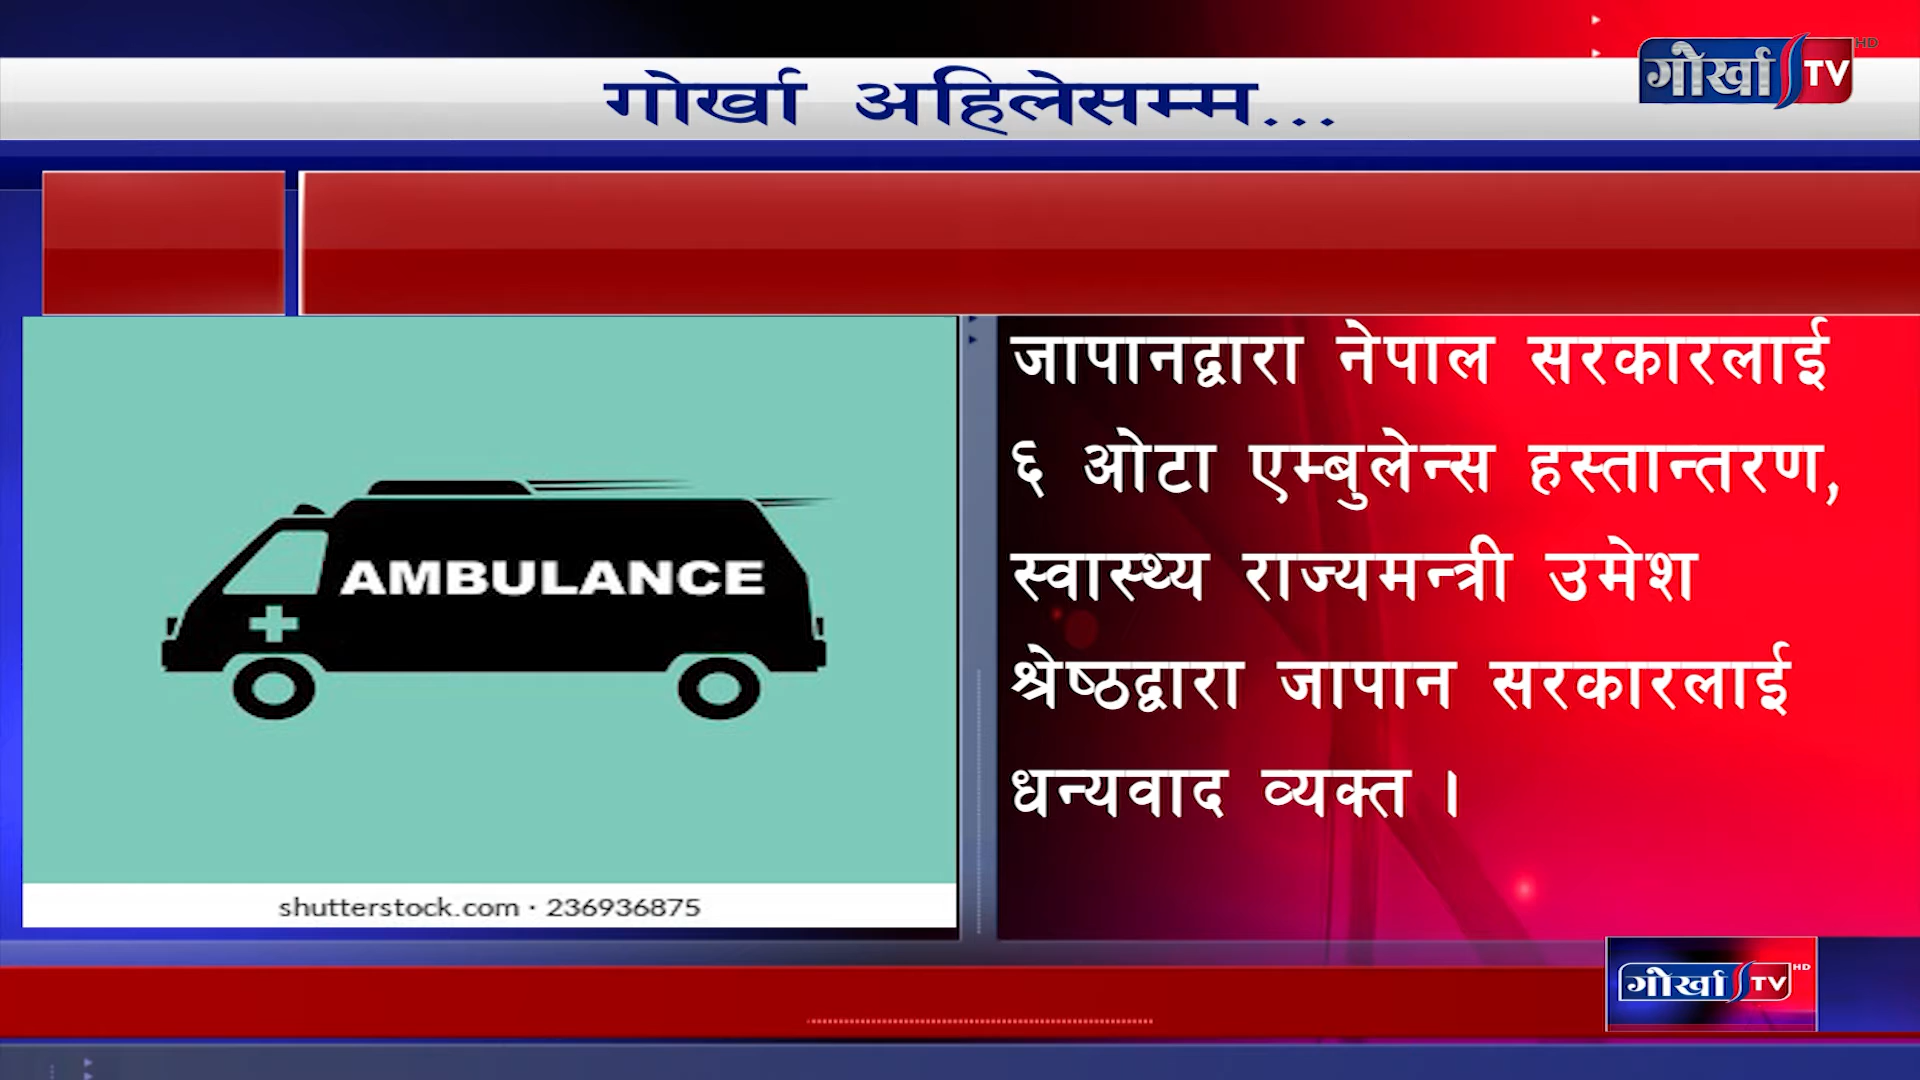 गोर्खा अहिलेसम्म...
गोर्खा TV HD
जापानद्वारा नेपाल सरकारलाई
६ ओटा एम्बुलेन्स हस्तान्तरण,
स्वास्थ्य राज्यमन्त्री उमेश
श्रेष्ठद्वारा जापान सरकारलाई
धन्यवाद व्यक्त ।
AMBULANCE
shutterstock.com · 236936875
गोर्खा TV HD